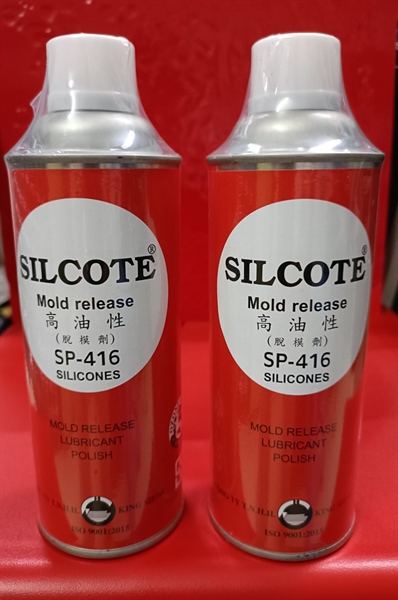 SILCOTE®
Mold release
高油性
(脫模劑)
SP-416
SILICONES
MOLD RELEASE
LUBRICANT
POLISH
ISO 9001:2015
SILCOTE®
Mold release
高油性
(脫模劑)
SP-416
SILICONES
MOLD RELEASE
LUBRICANT
POLISH
KING
ISO 9001:2015